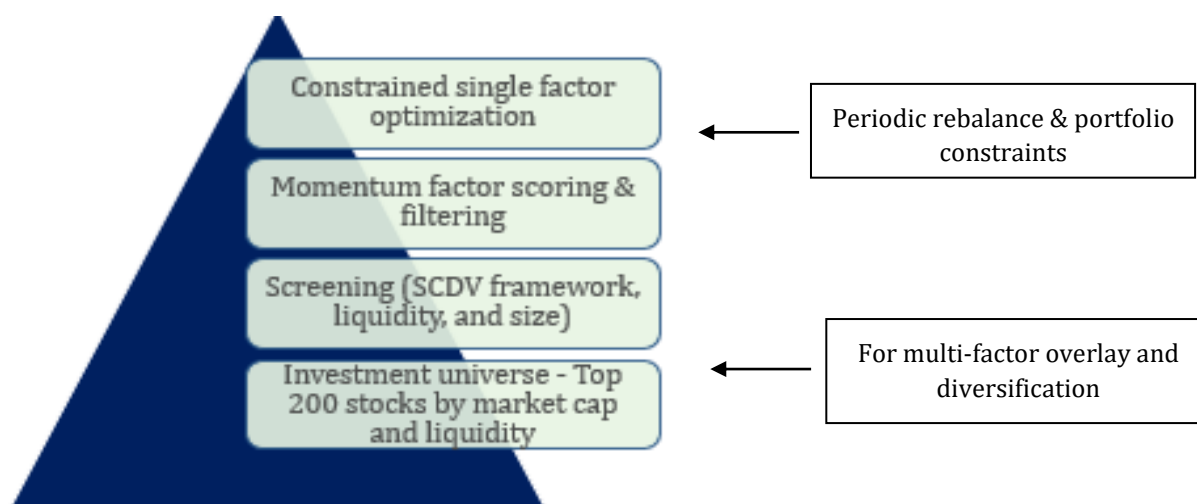 Constrained single factor
optimization
Periodic rebalance & portfolio
constraints
Momentum factor scoring &
filtering
Screening (SCDV framework,
liquidity, and size)
For multi-factor overlay and
diversification
Investment universe - Top
200 stocks by market cap
and liquidity